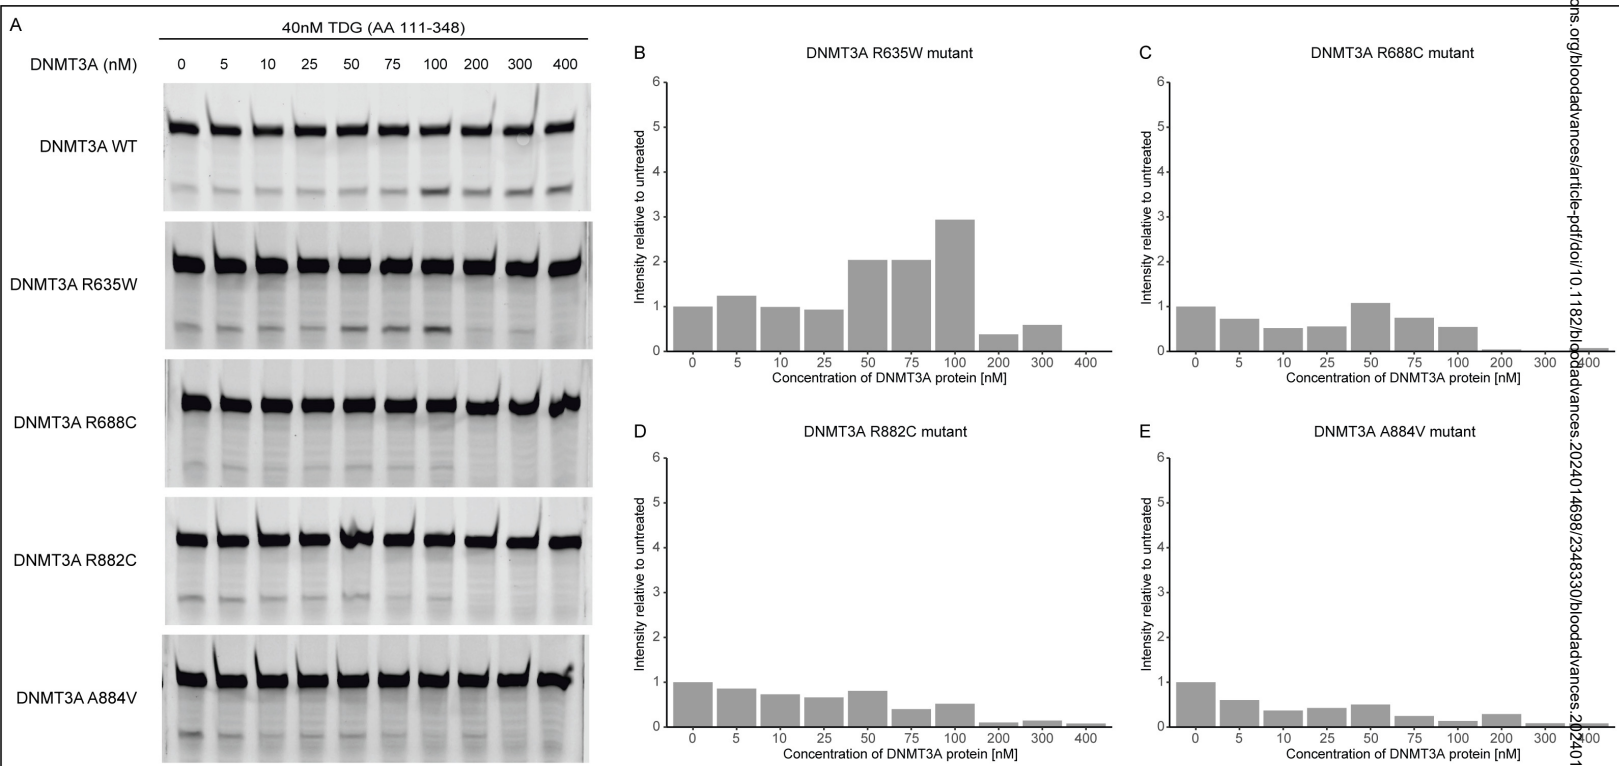 A
40nM TDG (AA 111-348)
DNMT3A (nM) 0 5 10 25 50 75 100 200 300 400
DNMT3A WT
DNMT3A R635W
DNMT3A R688C
DNMT3A R882C
DNMT3A A884V
B
DNMT3A R635W mutant
Intensity relative to untreated
6
5
4
3
2
1
0
0 5 10 25 50 75 100 200 300 400
Concentration of DNMT3A protein [nM]
C
DNMT3A R688C mutant
Intensity relative to untreated
6
5
4
3
2
1
0
0 5 10 25 50 75 100 200 300 400
Concentration of DNMT3A protein [nM]
D
DNMT3A R882C mutant
Intensity relative to untreated
6
5
4
3
2
1
0
0 5 10 25 50 75 100 200 300 400
Concentration of DNMT3A protein [nM]
E
DNMT3A A884V mutant
Intensity relative to untreated
6
5
4
3
2
1
0
0 5 10 25 50 75 100 200 300 400
Concentration of DNMT3A protein [nM]
ons.org/bloodadvances/article-pdf/doi/10.1182/bloodadvances.2024014698/2348330/bloodadvances.202401